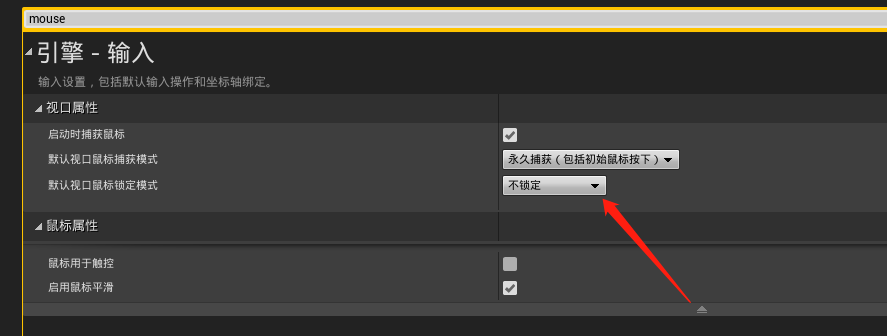 mouse
引擎 - 输入
输入设置，包括默认输入操作和坐标轴绑定。
视口属性
启动时捕获鼠标
默认视口鼠标捕获模式 永久捕获（包括初始鼠标按下）
默认视口鼠标锁定模式 不锁定
鼠标属性
鼠标用于触控
启用鼠标平滑